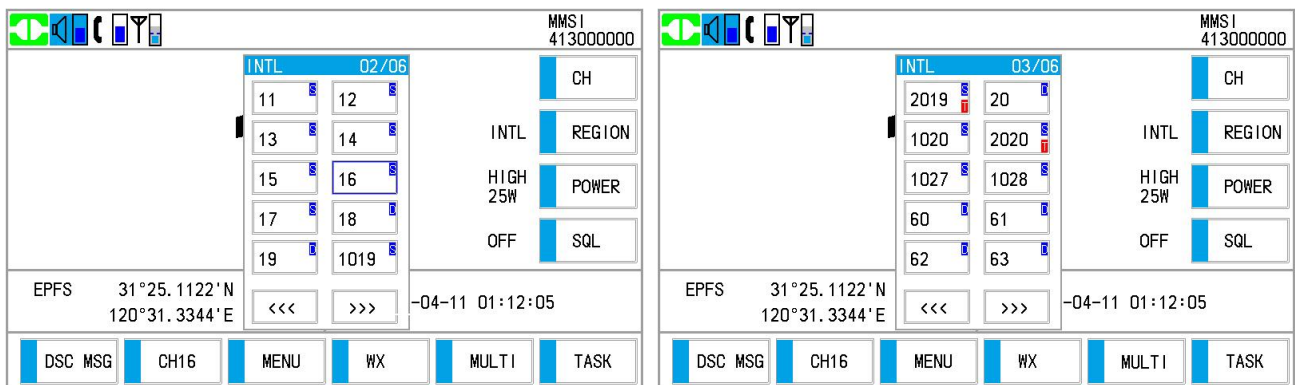 MMSI
413000000
INTL 02/06
11 S 12 S
13 S 14 S
15 S 16 S
17 S 18 D
19 D 1019 S
<<< >>>
CH
INTL REGION
HIGH
25W
POWER
OFF SQL
EPFS 31°25.1122'N
120°31.3344'E
-04-11 01:12:05
DSC MSG CH16 MENU WX MULTI TASK
MMSI
413000000
INTL 03/06
2019 S T 20 D
1020 S 2020 S T
1027 S 1028 S
60 D 61 D
62 D 63 D
<<< >>>
CH
INTL REGION
HIGH
25W
POWER
OFF SQL
EPFS 31°25.1122'N
120°31.3344'E
-04-11 01:12:05
DSC MSG CH16 MENU WX MULTI TASK